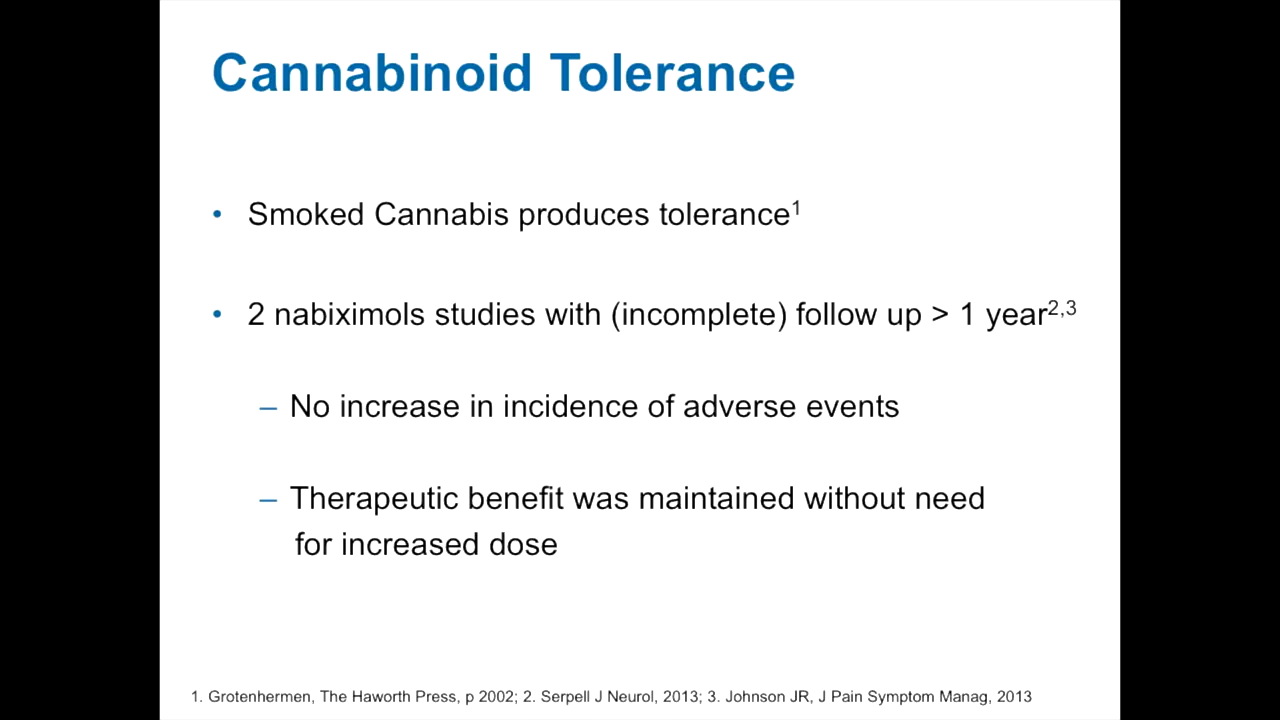 Cannabinoid Tolerance
• Smoked Cannabis produces tolerance¹
• 2 nabiximols studies with (incomplete) follow up > 1 year²,³
– No increase in incidence of adverse events
– Therapeutic benefit was maintained without need
for increased dose
1. Grotenhermen, The Haworth Press, p 2002; 2. Serpell J Neurol, 2013; 3. Johnson JR, J Pain Symptom Manag, 2013